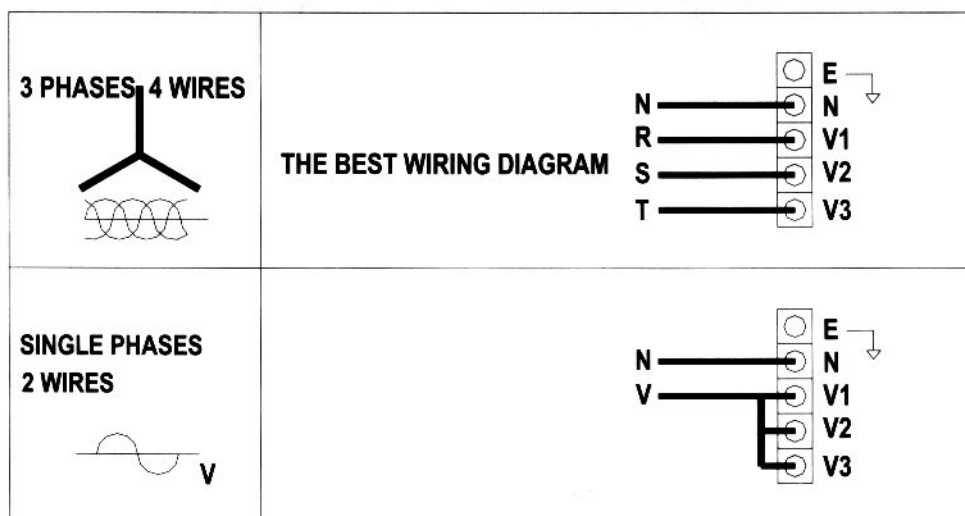 3 PHASES 4 WIRES
THE BEST WIRING DIAGRAM
E
N N
R V1
S V2
T V3
SINGLE PHASES
2 WIRES
V
E
N N
V V1
V2
V3